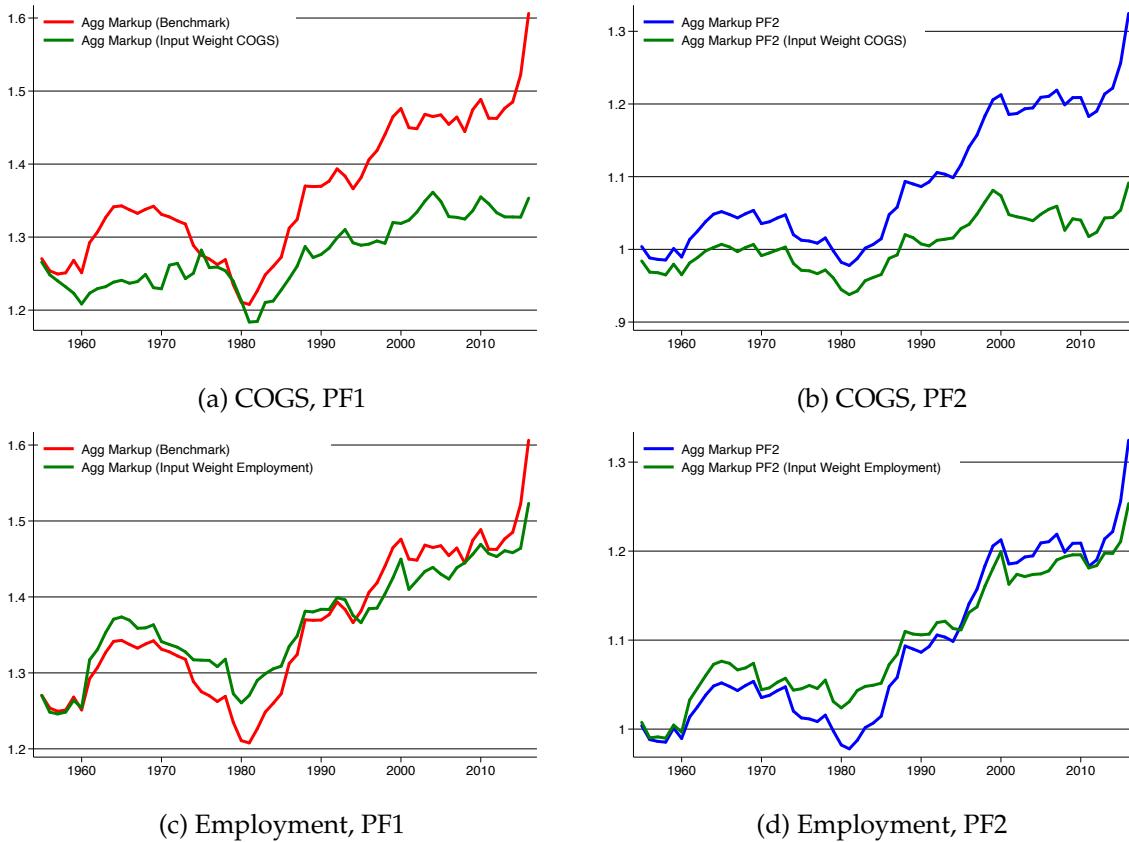 Agg Markup (Benchmark)
Agg Markup (Input Weight COGS)
1.6
1.5
1.4
1.3
1.2
1960 1970 1980 1990 2000 2010
(a) COGS, PF1
Agg Markup PF2
Agg Markup PF2 (Input Weight COGS)
1.3
1.2
1.1
1
.9
1960 1970 1980 1990 2000 2010
(b) COGS, PF2
Agg Markup (Benchmark)
Agg Markup (Input Weight Employment)
1.6
1.5
1.4
1.3
1.2
1960 1970 1980 1990 2000 2010
(c) Employment, PF1
Agg Markup PF2
Agg Markup PF2 (Input Weight Employment)
1.3
1.2
1.1
1
1960 1970 1980 1990 2000 2010
(d) Employment, PF2